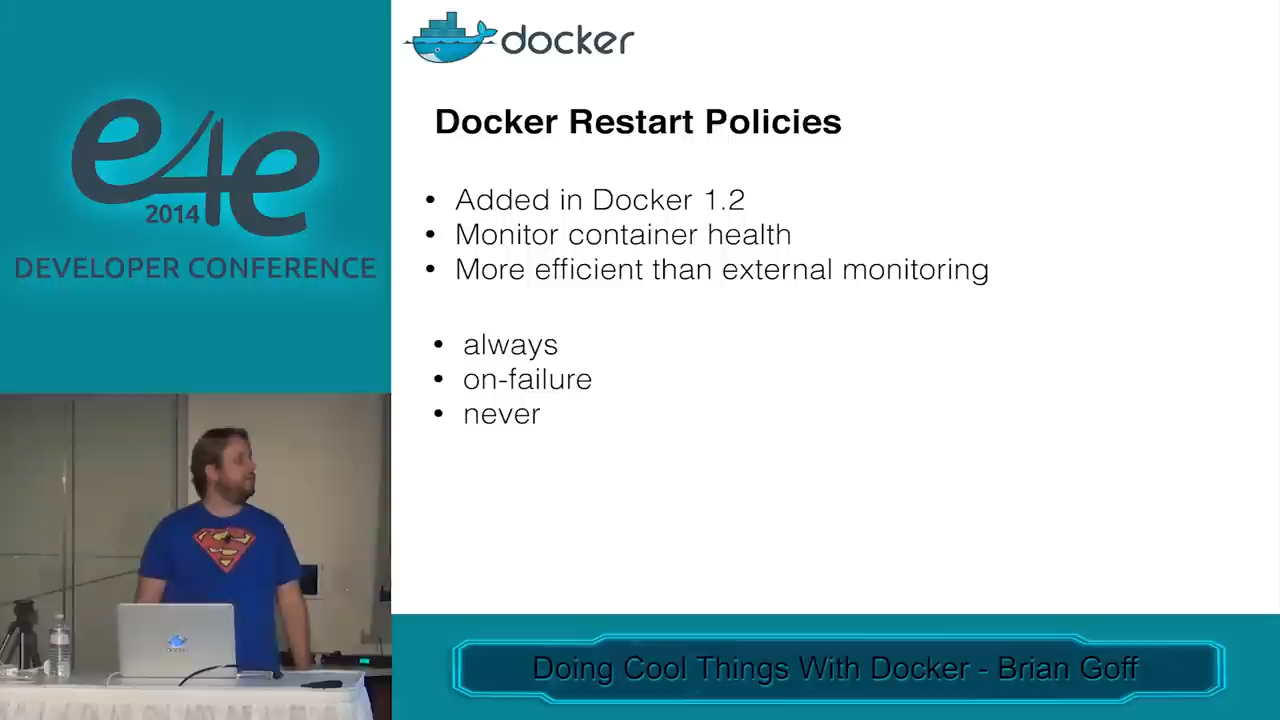 e4e
2014
DEVELOPER CONFERENCE
docker
Docker Restart Policies
• Added in Docker 1.2
• Monitor container health
• More efficient than external monitoring
• always
• on-failure
• never
Doing Cool Things With Docker - Brian Goff